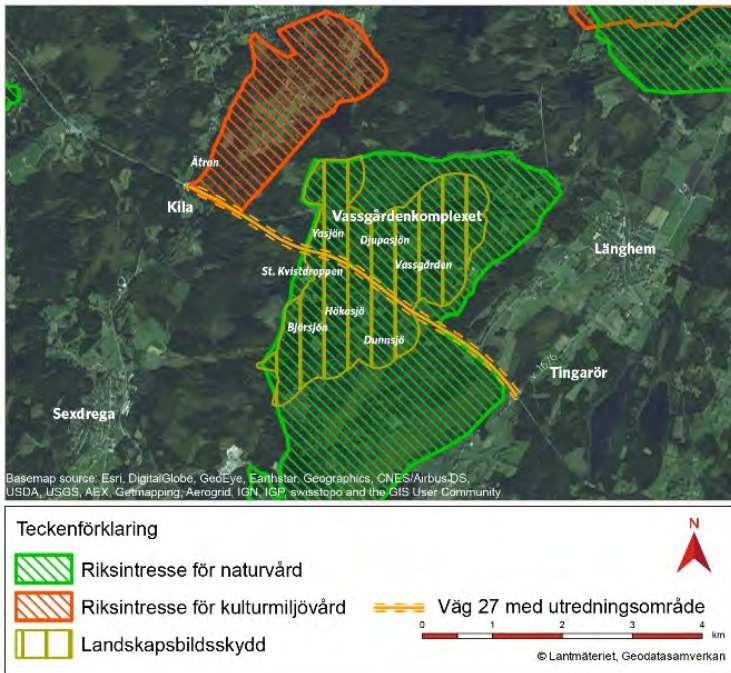 Ätran
Kila
Vassgårdenkomplexet
Vasjön
Djupasjön
Länghem
Vassgården
St. Kvistdroppen
Hökasjö
Björsjön
Dunnsjö
v. 1626
Tingarör
Sexdrega
Basemap source: Esri, DigitalGlobe, GeoEye, Earthstar, Geographics, CNES/Airbus DS,
USDA, USGS, AEX, Getmapping, Aerogrid, IGN, IGP, swisstopo and the GIS User Community
Teckenförklaring
N
Riksintresse för naturvård
Riksintresse för kulturmiljövård
Väg 27 med utredningsområde
0 1 2 3 4
km
Landskapsbildsskydd
© Lantmäteriet, Geodatasamverkan